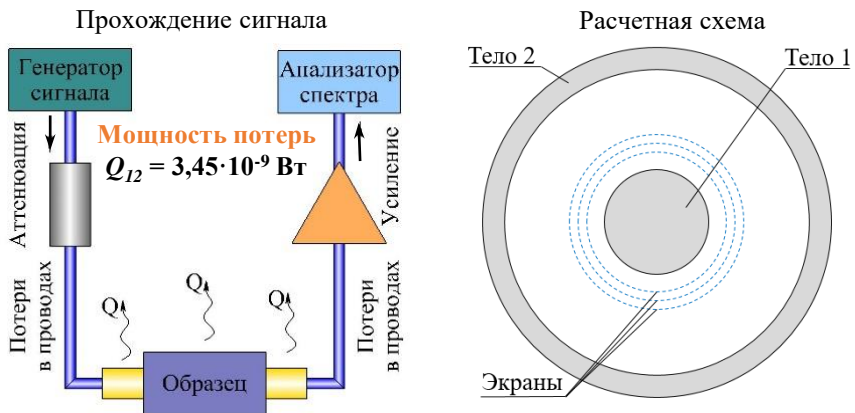 Прохождение сигнала
Генератор
сигнала
Анализатор
спектра
Аттенюация
Мощность потерь
Q12 = 3,45·10-9 Вт
Усиление
Потери
в проводах
Q
Q
Q
Потери
в проводах
Образец
Расчетная схема
Тело 2
Тело 1
Экраны